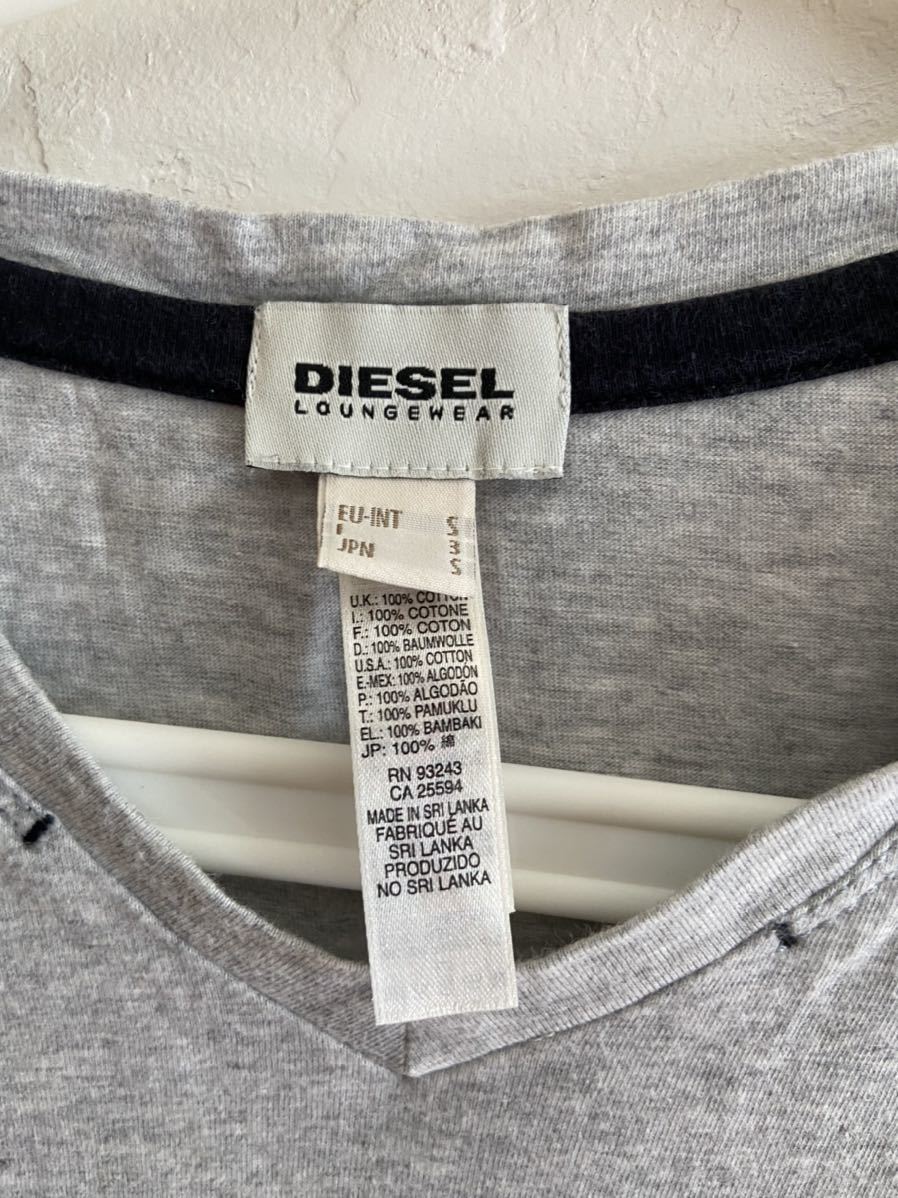 DIESEL
LOUNGEWEAR
EU-INT S
I 3
JPN S
U.K.: 100% COTTON
I.: 100% COTONE
F.: 100% COTON
D.: 100% BAUMWOLLE
U.S.A.: 100% COTTON
E.-MEX: 100% ALGODÓN
P.: 100% ALGODÃO
T.: 100% PAMUKLU
EL.: 100% BAMBAKI
JP: 100% 綿
RN 93243
CA 25594
MADE IN SRI LANKA
FABRIQUÉ AU
SRI LANKA
PRODUZIDO
NO SRI LANKA